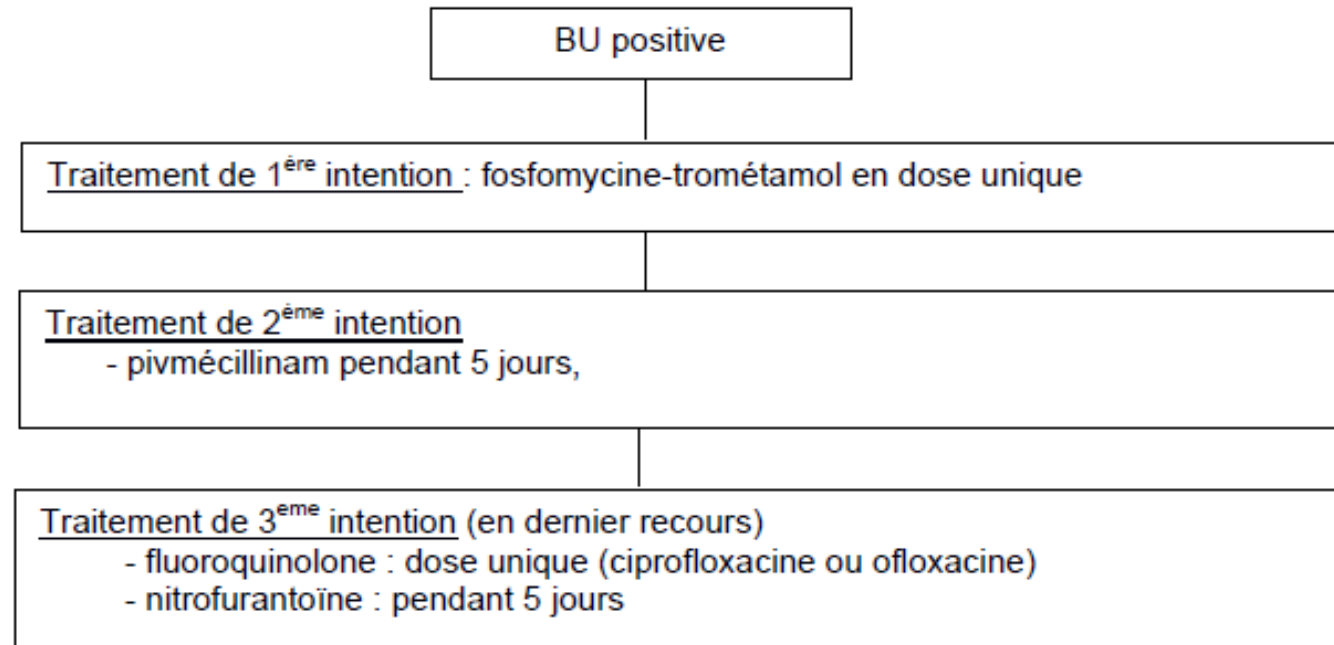 BU positive
Traitement de 1ère intention : fosfomycine-trométamol en dose unique
Traitement de 2ème intention
- pivmécillinam pendant 5 jours,
Traitement de 3eme intention (en dernier recours)
- fluoroquinolone : dose unique (ciprofloxacine ou ofloxacine)
- nitrofurantoïne : pendant 5 jours